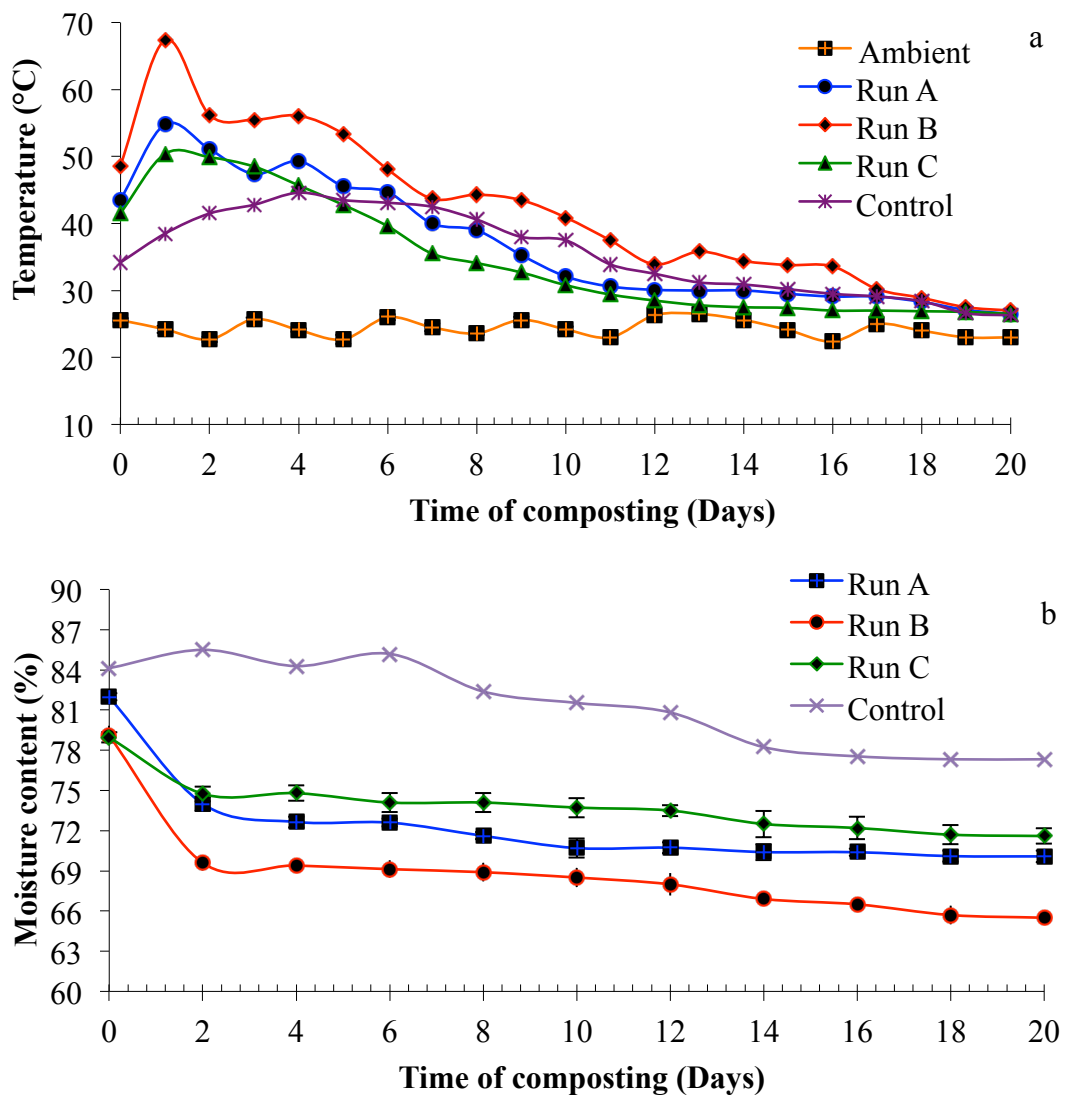 a
Ambient
Run A
Run B
Run C
Control
Temperature (°C)
70
60
50
40
30
20
10
0 2 4 6 8 10 12 14 16 18 20
Time of composting (Days)
b
Run A
Run B
Run C
Control
Moisture content (%)
90
87
84
81
78
75
72
69
66
63
60
0 2 4 6 8 10 12 14 16 18 20
Time of composting (Days)